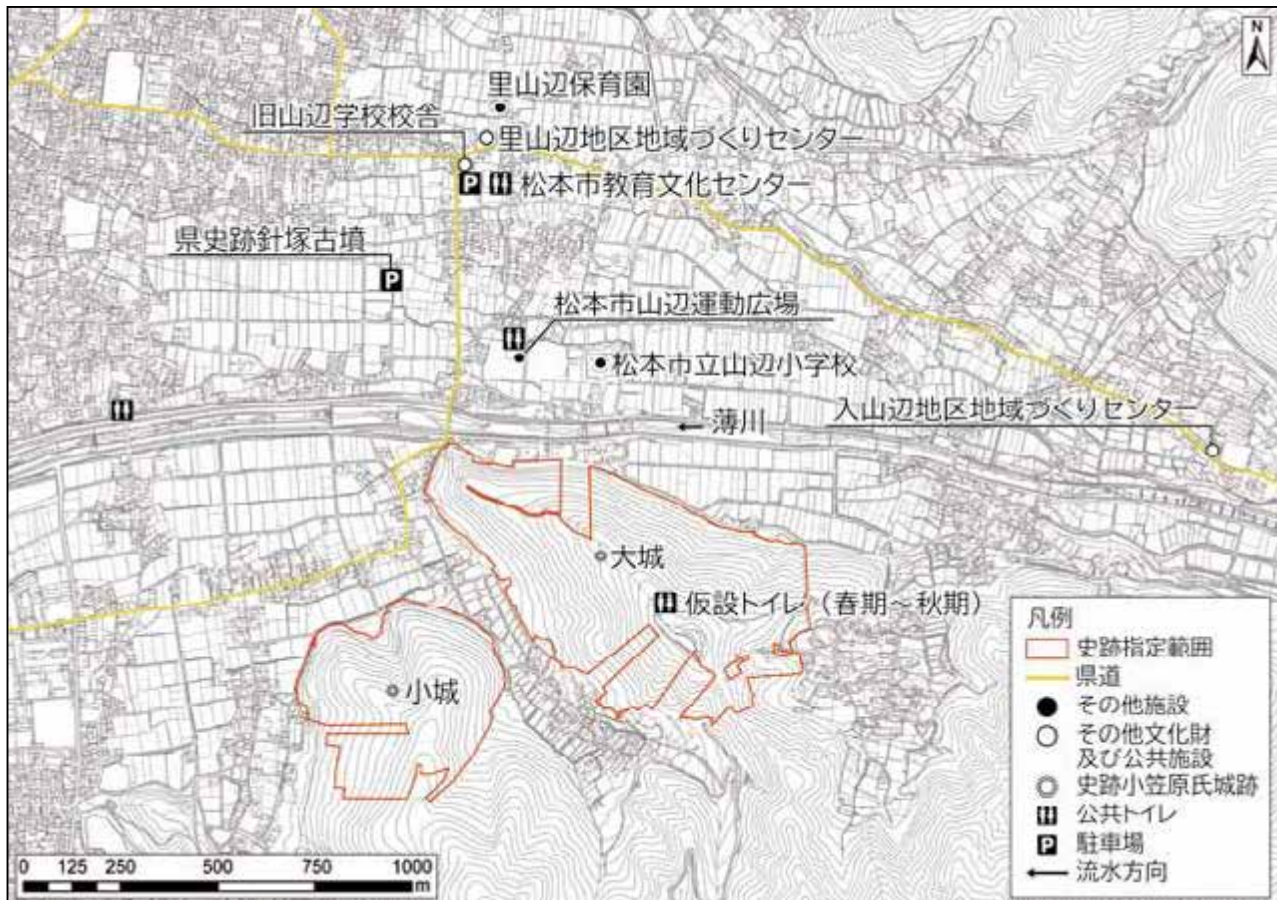 N
里山辺保育園
旧山辺学校校舎
里山辺地区地域づくりセンター
P 松本市教育文化センター
県史跡針塚古墳
P
松本市山辺運動広場
松本市立山辺小学校
薄川
入山辺地区地域づくりセンター
大城
仮設トイレ（春期～秋期）
小城
凡例
史跡指定範囲
県道
その他施設
その他文化財
及び公共施設
史跡小笠原氏城跡
公共トイレ
P 駐車場
流水方向
0 125 250 500 750 1000
m